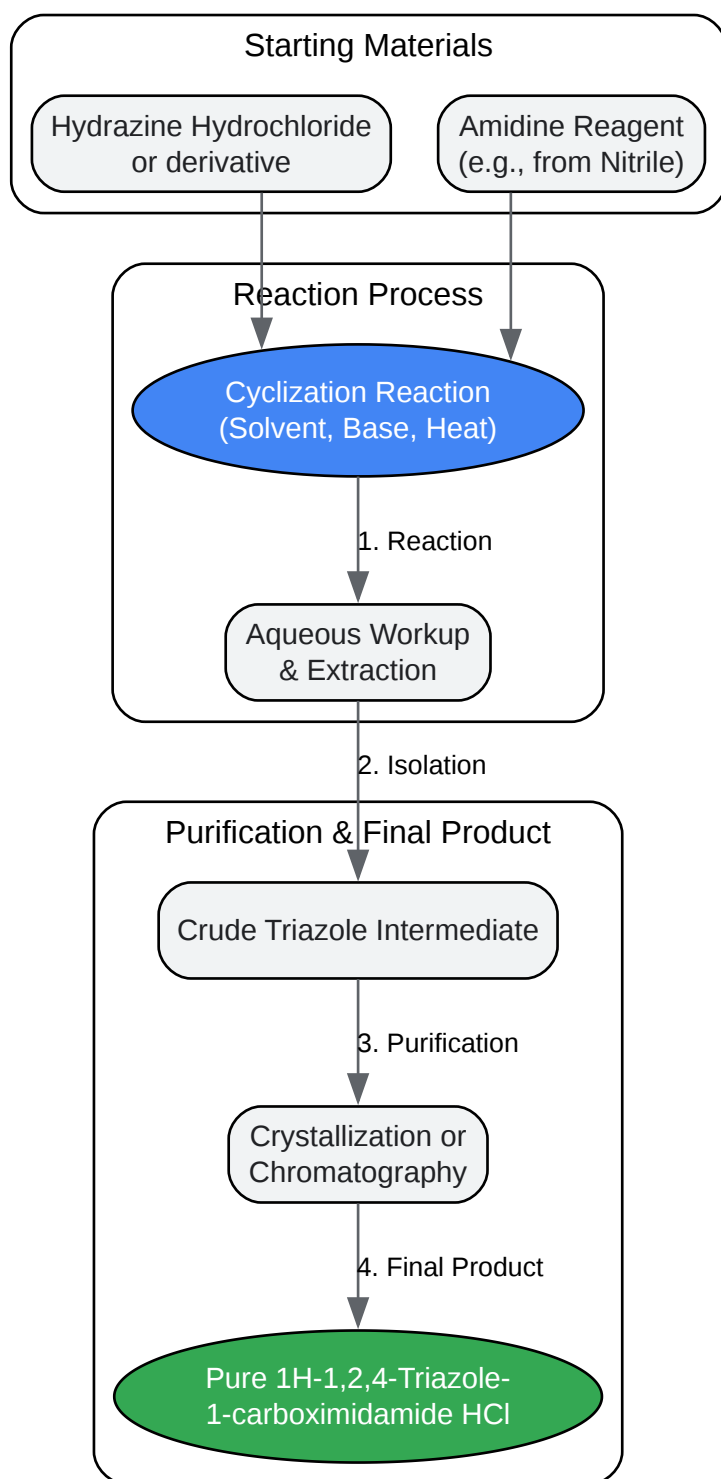 Starting Materials
Hydrazine Hydrochloride
or derivative
Amidine Reagent
(e.g., from Nitrile)
Reaction Process
Cyclization Reaction
(Solvent, Base, Heat)
1. Reaction
Aqueous Workup
& Extraction
2. Isolation
Purification & Final Product
Crude Triazole Intermediate
3. Purification
Crystallization or
Chromatography
4. Final Product
Pure 1H-1,2,4-Triazole-
1-carboximidamide HCl